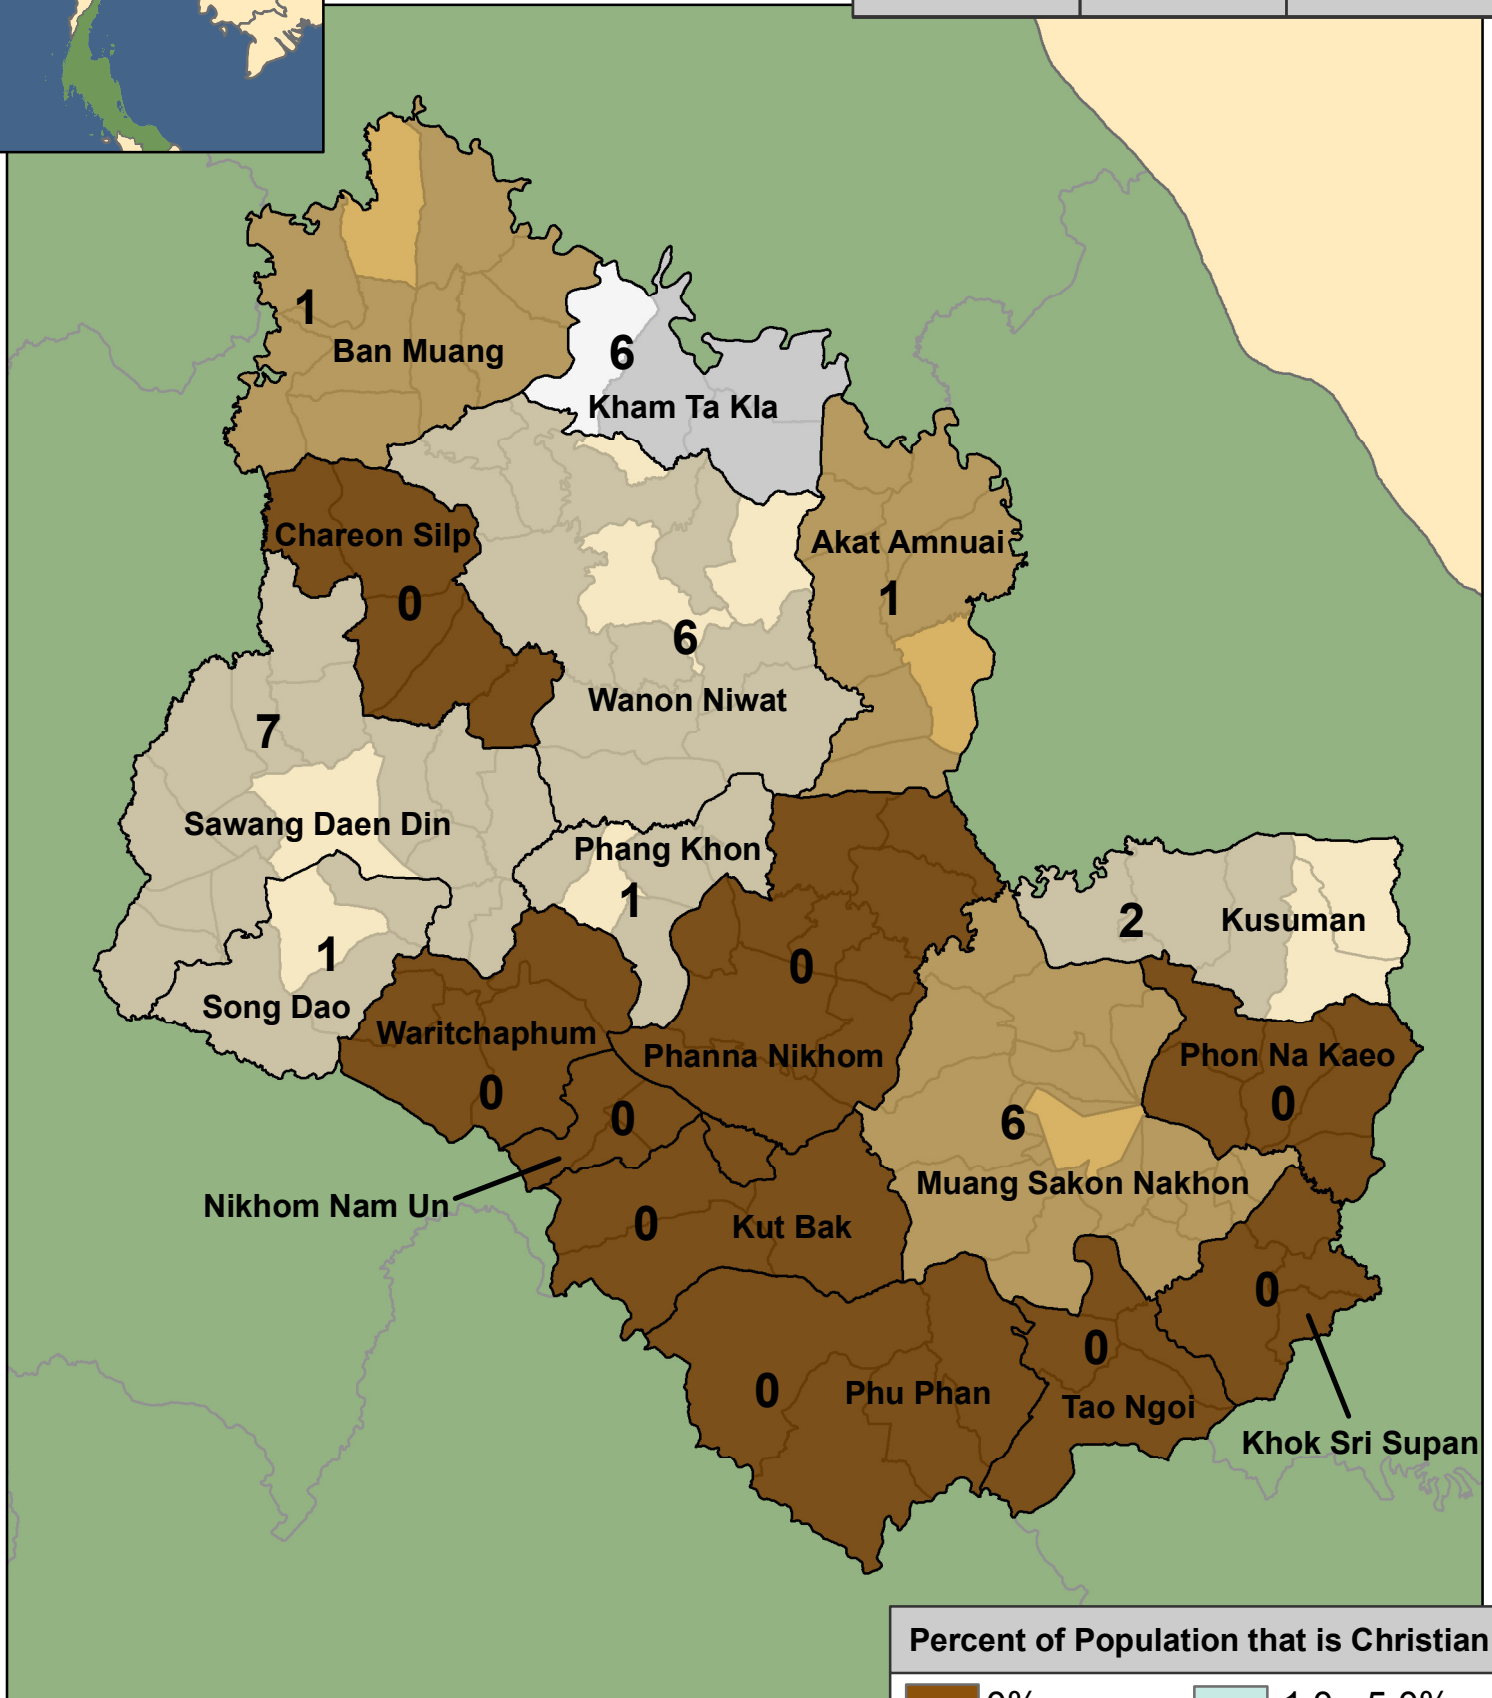 1
Ban Muang
6
Kham Ta Kla
Chareon Silp
0
Akat Amnuai
1
6
Wanon Niwat
7
Sawang Daen Din
Phang Khon
1
2
Kusuman
1
Song Dao
0
Waritchaphum
0
Phanna Nikhom
Phon Na Kaeo
0
0
6
Muang Sakon Nakhon
Nikhom Nam Un
0
Kut Bak
0
0
Phu Phan
0
Tao Ngoi
Khok Sri Supan
Percent of Population that is Christian